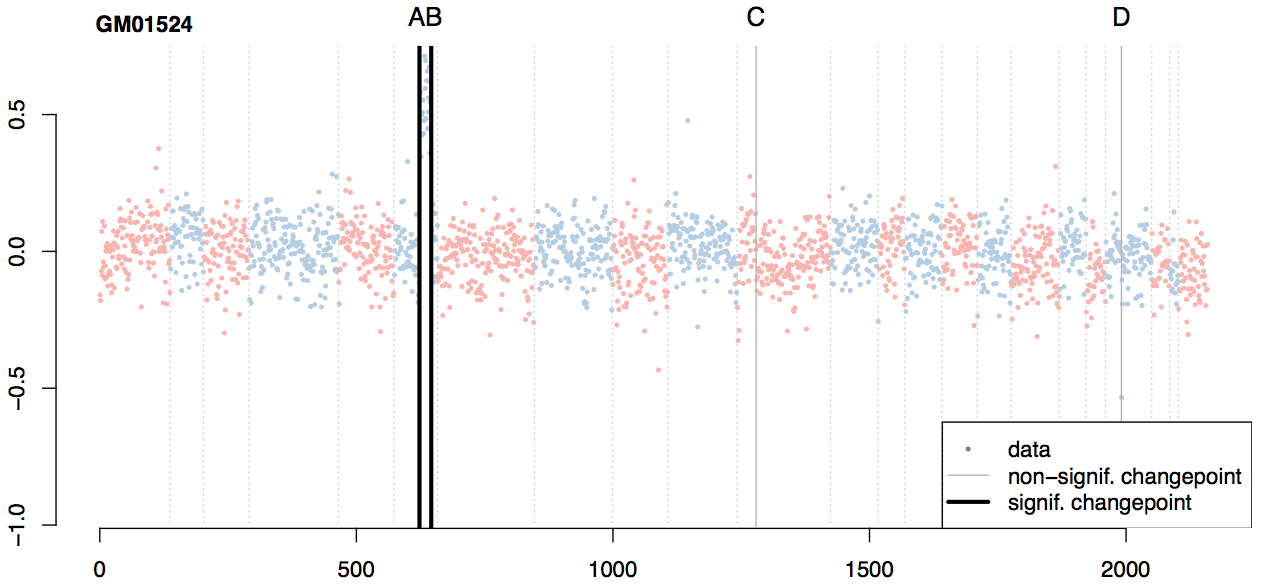 GM01524
AB
C
D
0.5
0.0
−0.5
−1.0
data
non−signif. changepoint
signif. changepoint
0
500
1000
1500
2000